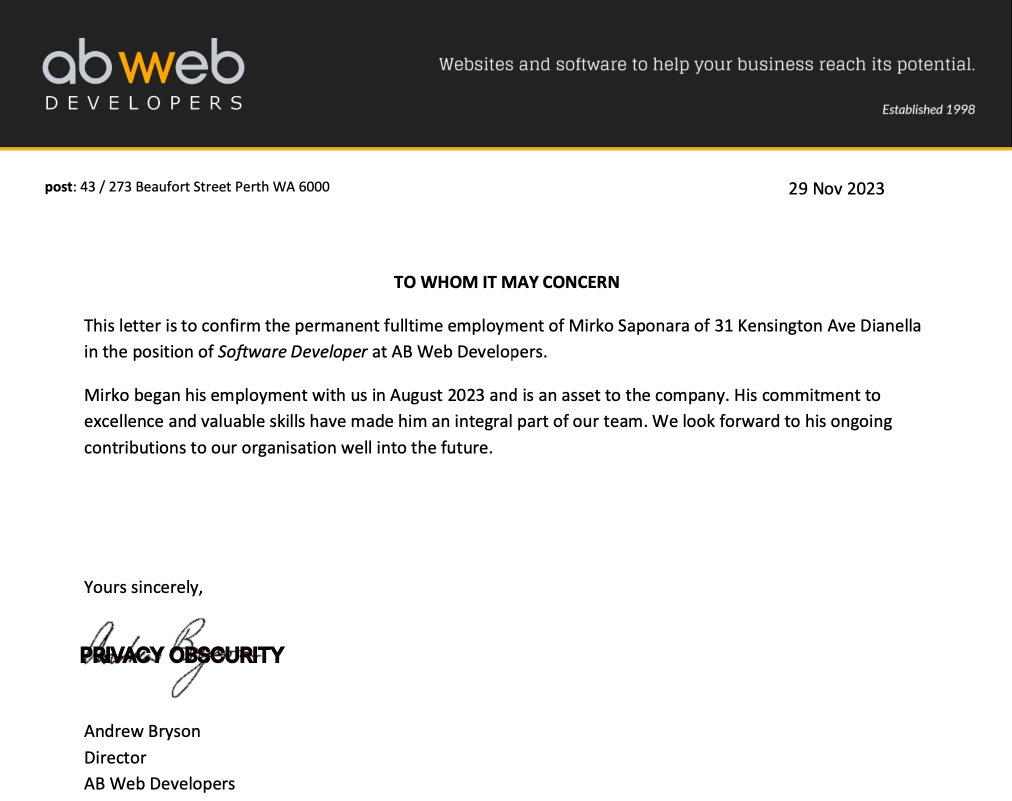 ab web
DEVELOPERS
Websites and software to help your business reach its potential.
Established 1998
post: 43 / 273 Beaufort Street Perth WA 6000
29 Nov 2023
TO WHOM IT MAY CONCERN
This letter is to confirm the permanent fulltime employment of Mirko Saponara of 31 Kensington Ave Dianella
in the position of Software Developer at AB Web Developers.
Mirko began his employment with us in August 2023 and is an asset to the company. His commitment to
excellence and valuable skills have made him an integral part of our team. We look forward to his ongoing
contributions to our organisation well into the future.
Yours sincerely,
PRIVACY OBSCURITY
Andrew Bryson
Director
AB Web Developers